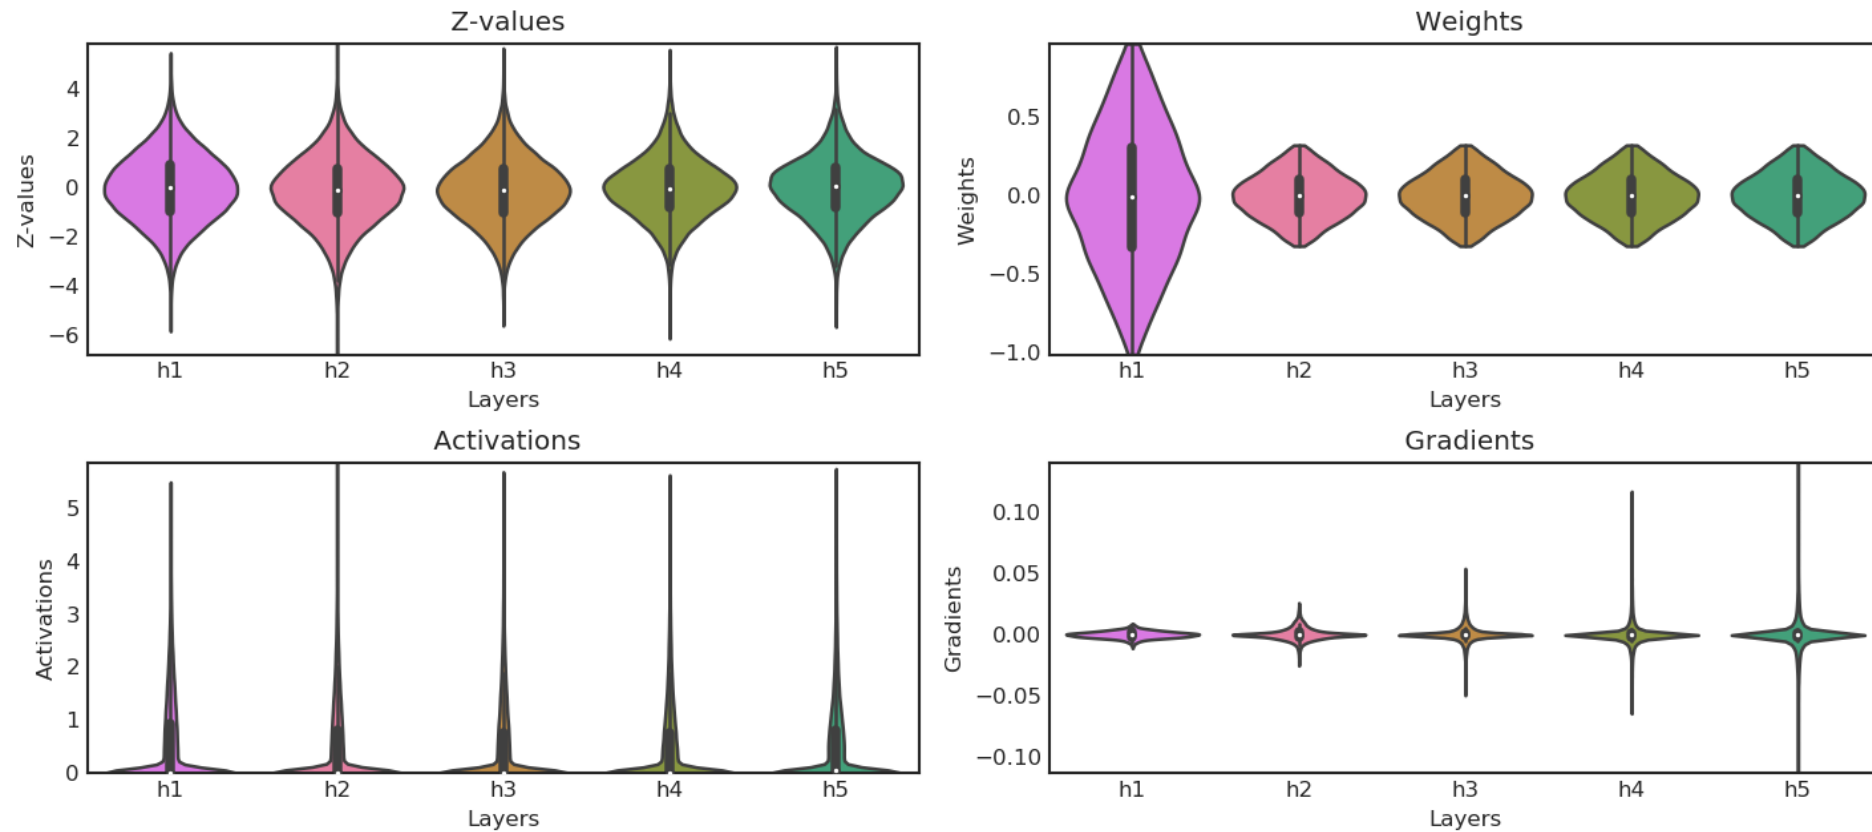 Z-values
Z-values
4
2
0
−2
−4
−6
h1 h2 h3 h4 h5
Layers
Weights
Weights
0.5
0.0
−0.5
−1.0
h1 h2 h3 h4 h5
Layers
Activations
Activations
5
4
3
2
1
0
h1 h2 h3 h4 h5
Layers
Gradients
Gradients
0.10
0.05
0.00
−0.05
−0.10
h1 h2 h3 h4 h5
Layers